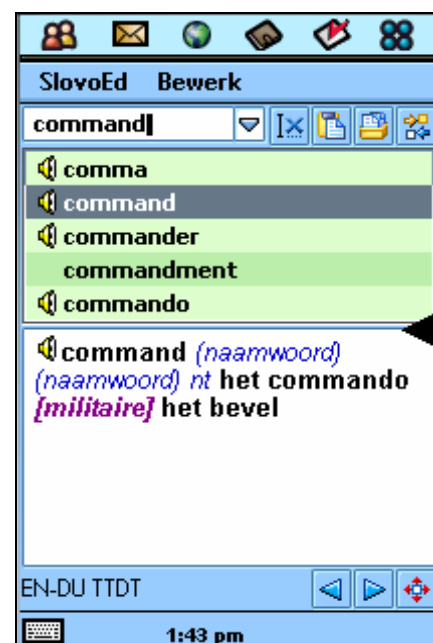 SlovoEd Bewerk
command
comma
command
commander
commandment
commando
command (naamwoord)
(naamwoord) nt het commando
[militaire] het bevel
EN-DU TTDT
1:43 pm